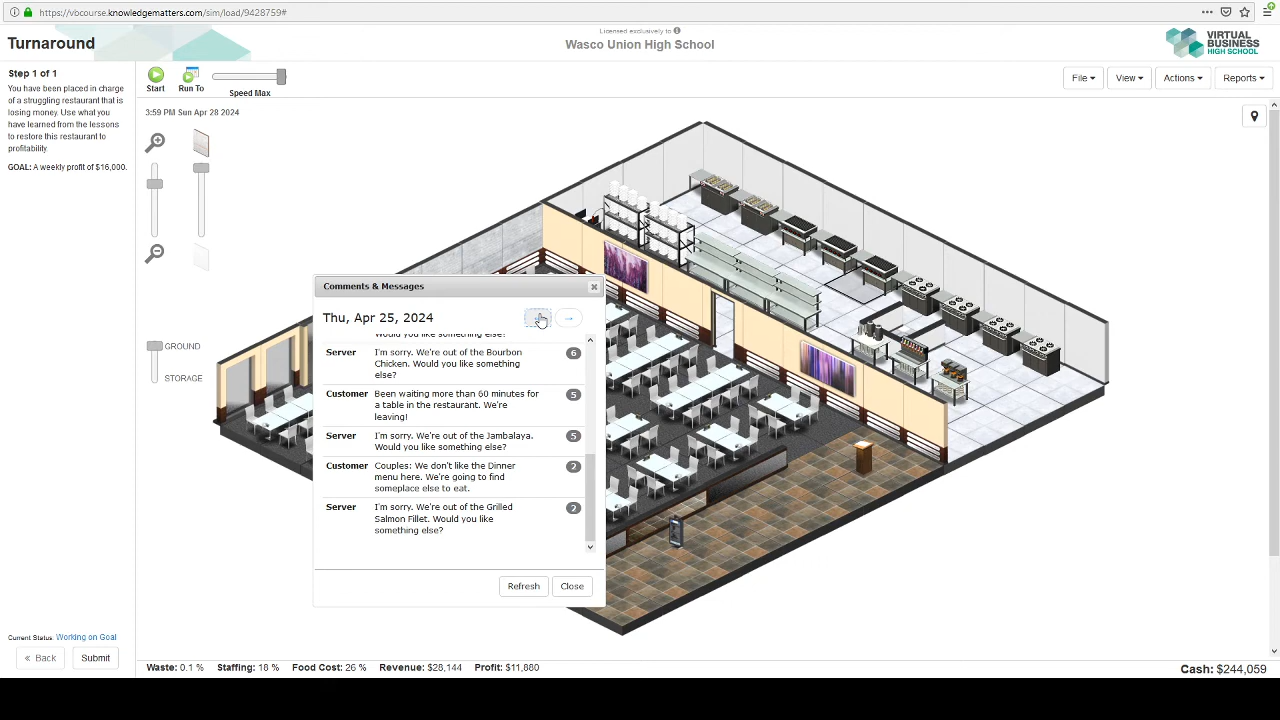 https://vbcourse.knowledgematters.com/sim/load/9428759#
Turnaround
Licensed exclusively to
Wasco Union High School
VIRTUAL
BUSINESS
HIGH SCHOOL
Step 1 of 1
You have been placed in charge
of a struggling restaurant that is
losing money. Use what you
have learned from the lessons
to restore this restaurant to
profitability.
GOAL: A weekly profit of $16,000.
Start
Run To
Speed Max
File
View
Actions
Reports
3:59 PM Sun Apr 28 2024
GROUND
STORAGE
Comments & Messages
Thu, Apr 25, 2024
Would you like something else?
Server I'm sorry. We're out of the Bourbon 6
Chicken. Would you like something
else?
Customer Been waiting more than 60 minutes for 5
a table in the restaurant. We're
leaving!
Server I'm sorry. We're out of the Jambalaya. 5
Would you like something else?
Customer Couples: We don't like the Dinner 2
menu here. We're going to find
someplace else to eat.
Server I'm sorry. We're out of the Grilled 2
Salmon Fillet. Would you like
something else?
Refresh
Close
Current Status: Working on Goal
« Back
Submit
Waste: 0.1 % Staffing: 18 % Food Cost: 26 % Revenue: $28,144 Profit: $11,880
Cash: $244,059